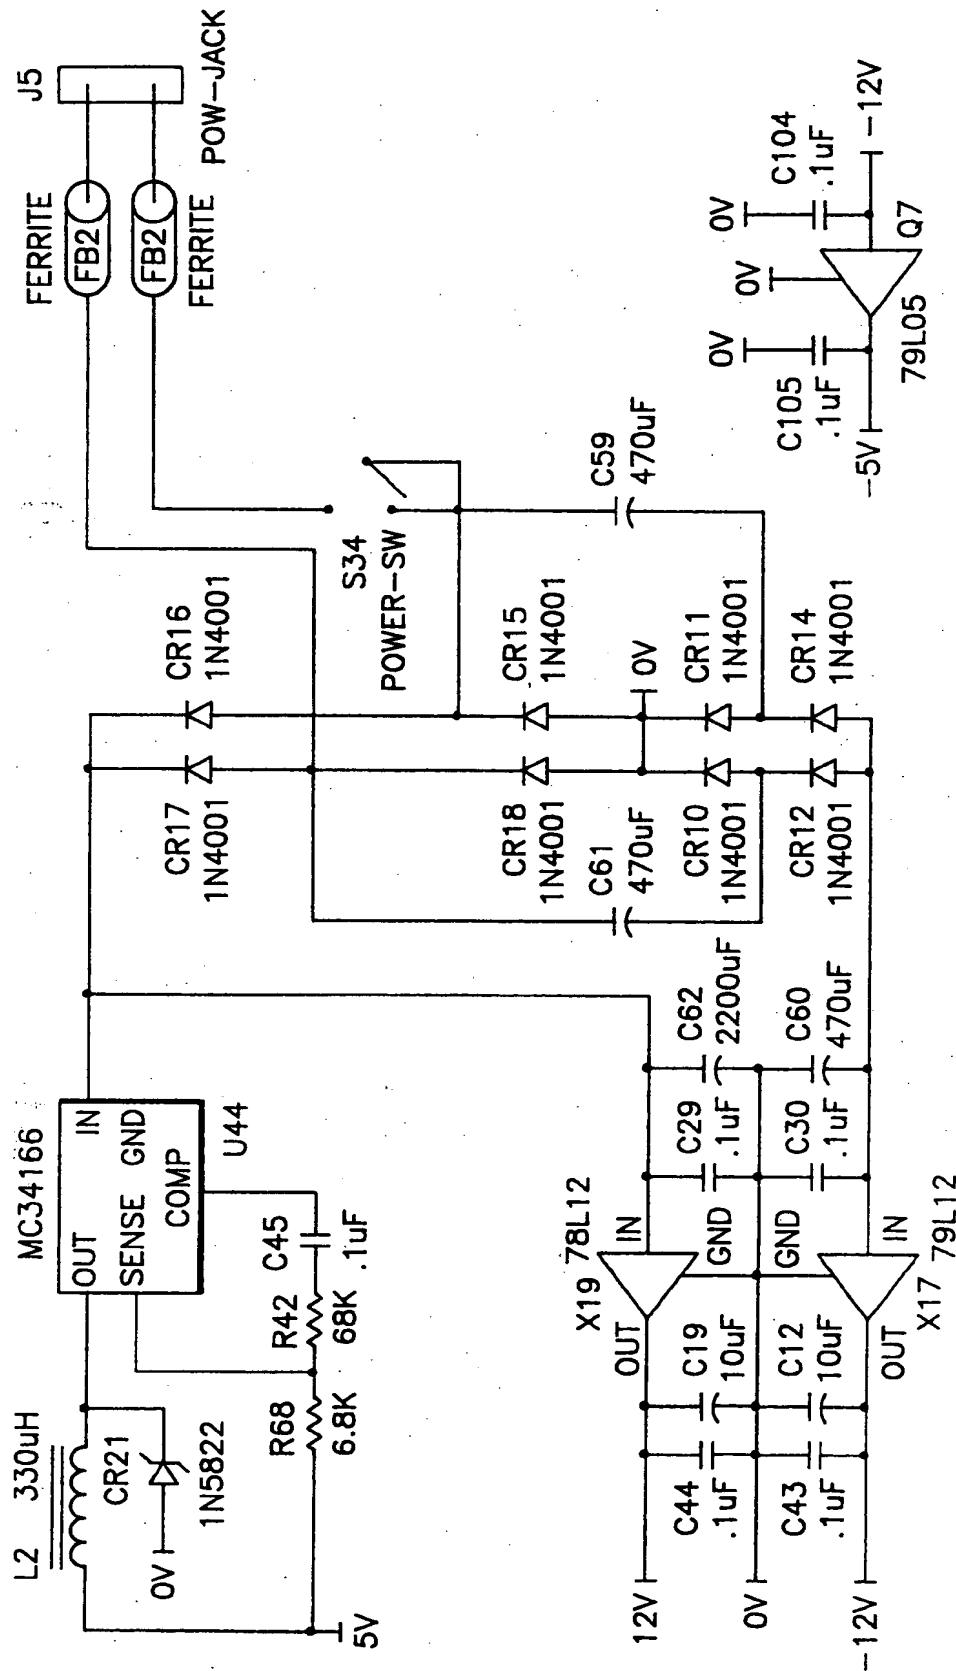 J5
POW-JACK
FERRITE
FB2
FB2
FERRITE
S34
POWER-SW
C59
470uF
CR16
1N4001
CR17
1N4001
CR15
1N4001
CR18
1N4001
0V
CR11
1N4001
CR10
1N4001
CR14
1N4001
CR12
1N4001
C61
470uF
MC34166
IN
GND
OUT
SENSE
COMP
U44
C45
.1uF
R42
68K
R68
6.8K
L2 330uH
CR21
1N5822
0V
5V
C62
2200uF
C60
470uF
C29
.1uF
C30
.1uF
78L12
IN
GND
X19
OUT
GND
IN
79L12
X17
OUT
C19
10uF
C12
10uF
C44
.1uF
C43
.1uF
12V
0V
-12V
-12V
C104
.1uF
0V
0V
0V
Q7
79L05
C105
.1uF
-5V